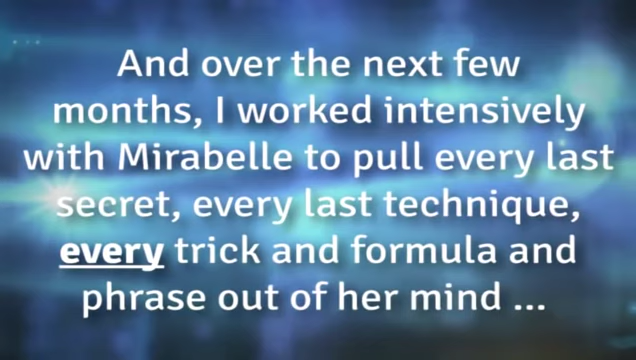 And over the next few
months, I worked intensively
with Mirabelle to pull every last
secret, every last technique,
every trick and formula and
phrase out of her mind ...